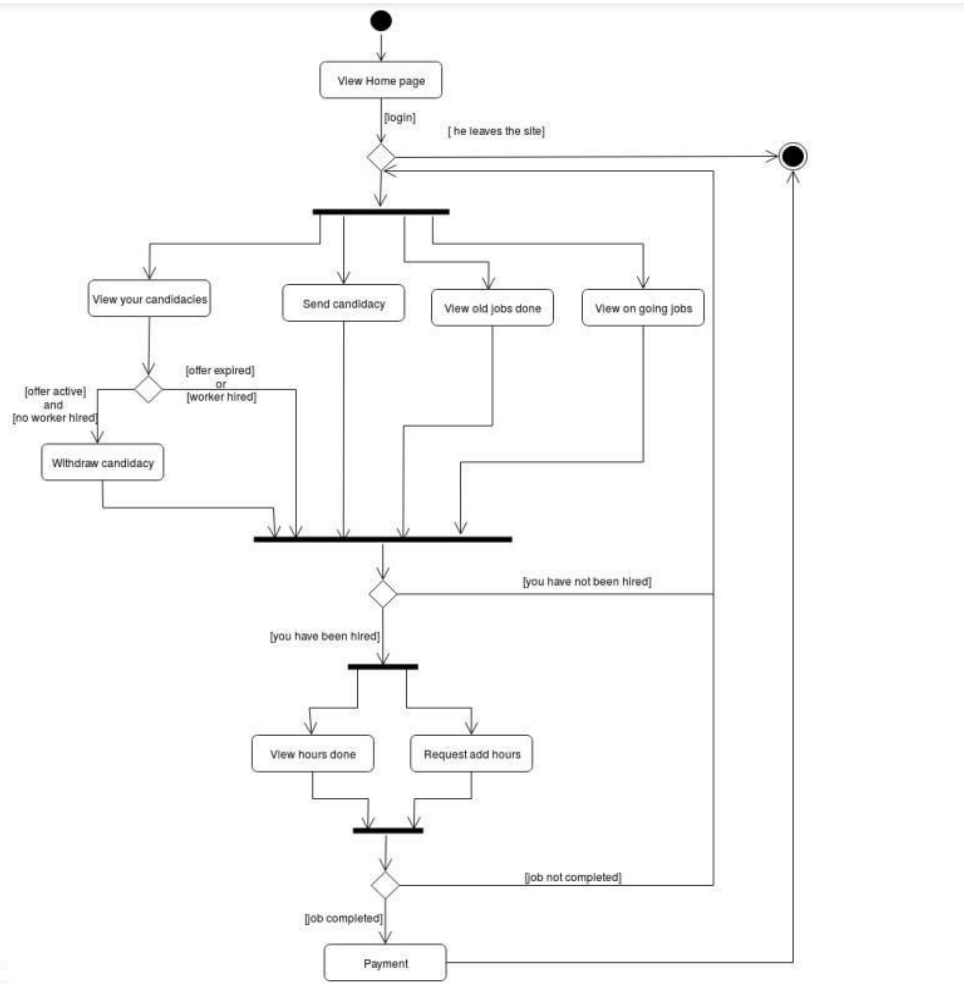 View Home page
[login]
[ he leaves the site]
View your candidacies
Send candidacy
View old jobs done
View on going jobs
[offer expired]
or
[worker hired]
[offer active]
and
[no worker hired]
Withdraw candidacy
[you have not been hired]
[you have been hired]
View hours done
Request add hours
[job not completed]
[job completed]
Payment